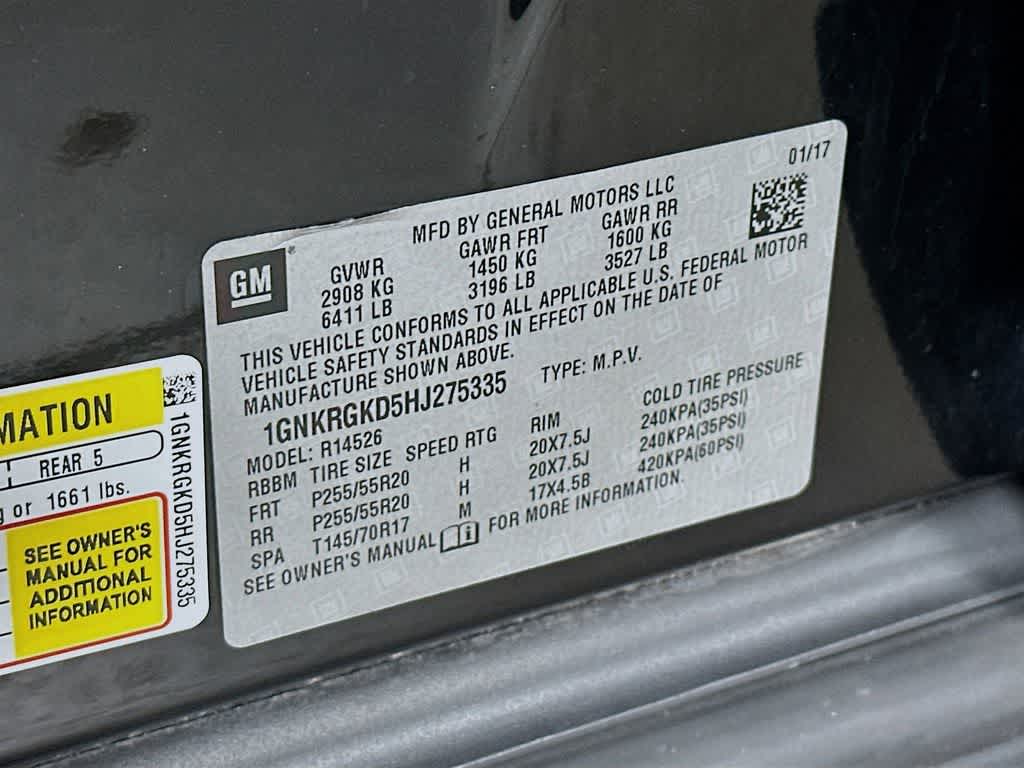 01/17
MFD BY GENERAL MOTORS LLC
GM
GVWR GAWR FRT GAWR RR
2908 KG 1450 KG 1600 KG
6411 LB 3196 LB 3527 LB
THIS VEHICLE CONFORMS TO ALL APPLICABLE U.S. FEDERAL MOTOR
VEHICLE SAFETY STANDARDS IN EFFECT ON THE DATE OF
MANUFACTURE SHOWN ABOVE.
1GNKRGKD5HJ275335 TYPE: M.P.V.
MODEL: R14526
RBBM TIRE SIZE SPEED RTG RIM COLD TIRE PRESSURE
FRT P255/55R20 H 20X7.5J 240KPA(35PSI)
RR P255/55R20 H 20X7.5J 240KPA(35PSI)
SPA T145/70R17 M 17X4.5B 420KPA(60PSI)
SEE OWNER'S MANUAL i FOR MORE INFORMATION.
MATION
REAR 5
g or 1661 lbs.
SEE OWNER'S
MANUAL FOR
ADDITIONAL
INFORMATION
1GNKRGKD5HJ275335